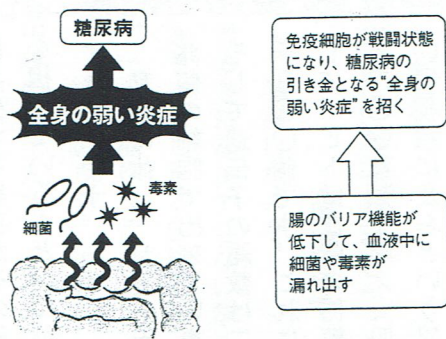 糖尿病
全身の弱い炎症
毒素
細菌
免疫細胞が戦闘状態
になり、糖尿病の
引き金となる“全身の
弱い炎症”を招く
腸のバリア機能が
低下して、血液中に
細菌や毒素が
漏れ出す